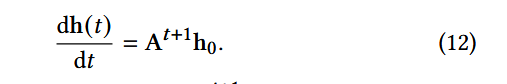 dh(t)/dt = A^{t+1}h_0. (12)